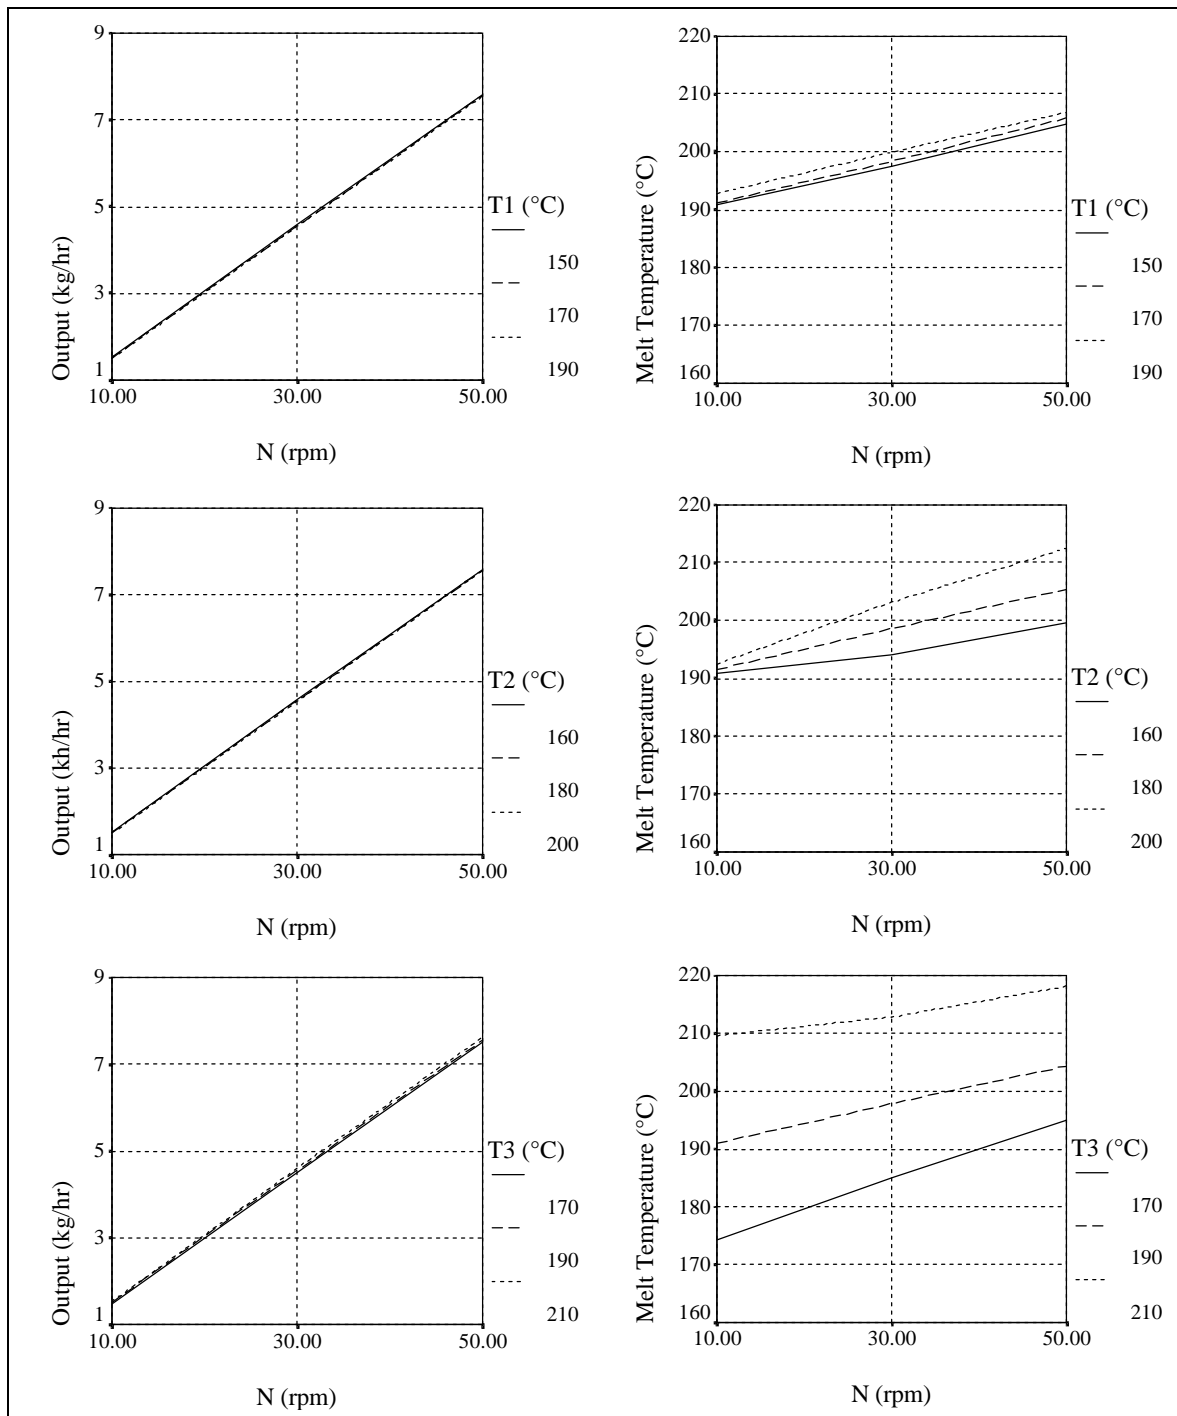 9
7
5
3
1
10.00 30.00 50.00
Output (kg/hr)
N (rpm)
T1 (°C)
150
170
190
220
210
200
190
180
170
160
10.00 30.00 50.00
Melt Temperature (°C)
N (rpm)
T1 (°C)
150
170
190
9
7
5
3
1
10.00 30.00 50.00
Output (kh/hr)
N (rpm)
T2 (°C)
160
180
200
220
210
200
190
180
170
160
10.00 30.00 50.00
Melt Temperature (°C)
N (rpm)
T2 (°C)
160
180
200
9
7
5
3
1
10.00 30.00 50.00
Output (kg/hr)
N (rpm)
T3 (°C)
170
190
210
220
210
200
190
180
170
160
10.00 30.00 50.00
Melt Temperature (°C)
N (rpm)
T3 (°C)
170
190
210